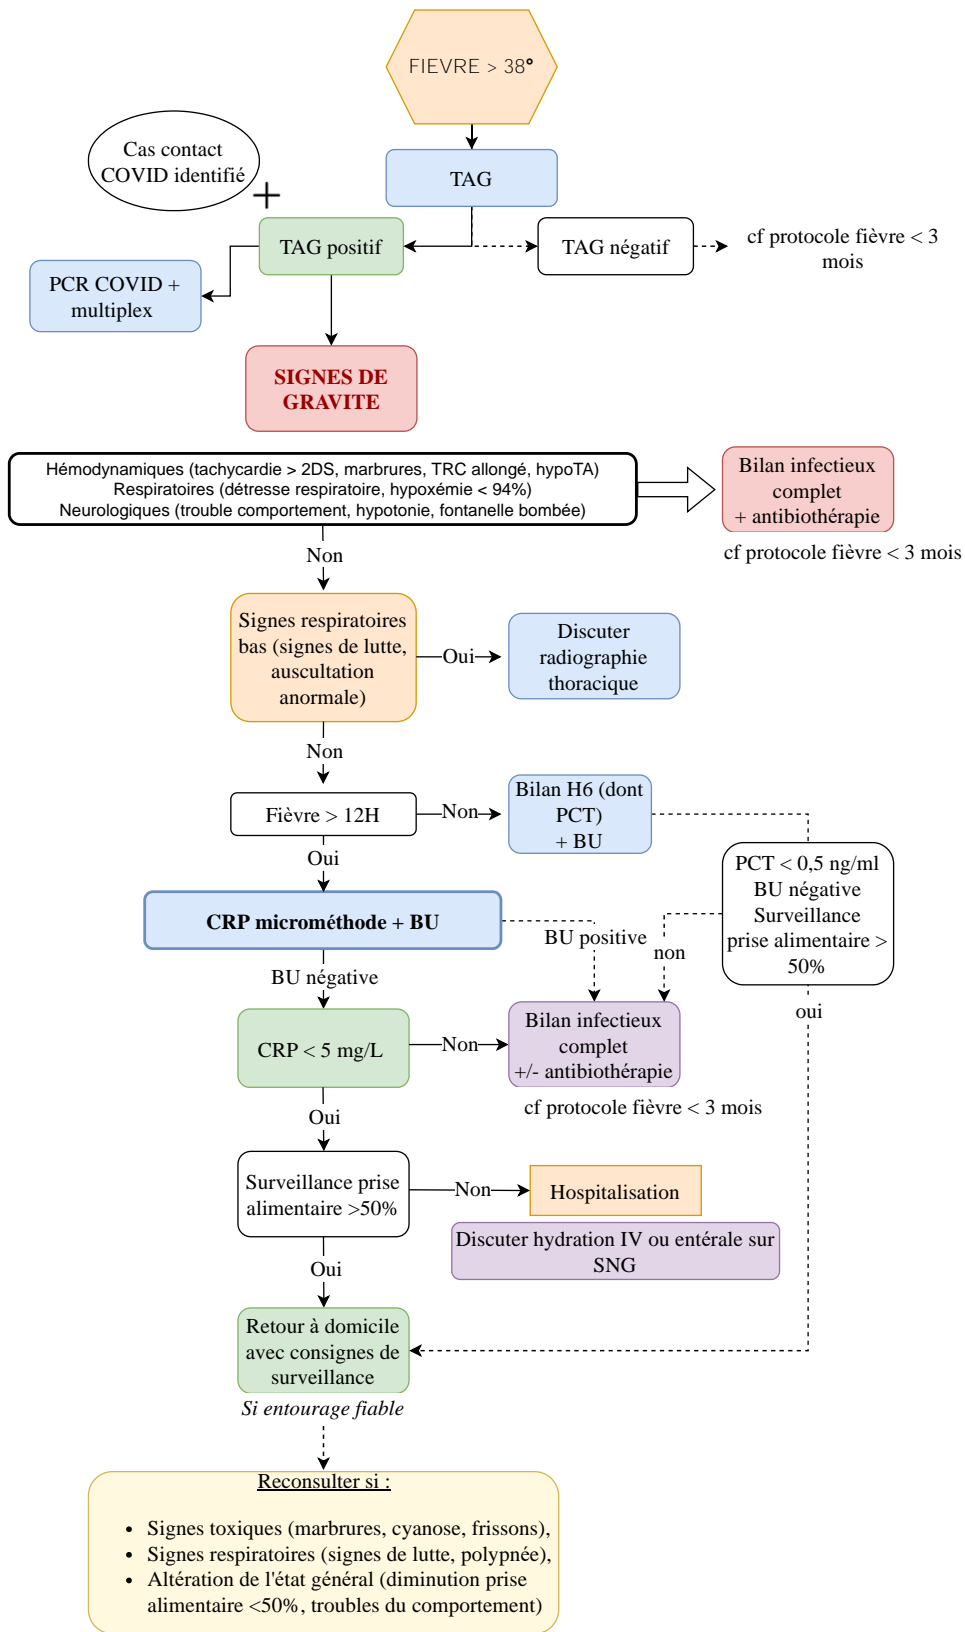 FIEVRE > 38°
Cas contact
COVID identifié
+
TAG
TAG positif
TAG négatif
cf protocole fièvre < 3
mois
PCR COVID +
multiplex
SIGNES DE
GRAVITE
Hémodynamiques (tachycardie > 2DS, marbrures, TRC allongé, hypoTA)
Respiratoires (détresse respiratoire, hypoxémie < 94%)
Neurologiques (trouble comportement, hypotonie, fontanelle bombée)
Bilan infectieux
complet
+ antibiothérapie
cf protocole fièvre < 3 mois
Non
Signes respiratoires
bas (signes de lutte,
auscultation
anormale)
Oui
Discuter
radiographie
thoracique
Non
Fièvre > 12H
Non
Bilan H6 (dont
PCT)
+ BU
Oui
PCT < 0,5 ng/ml
BU négative
Surveillance
prise alimentaire >
50%
CRP microméthode + BU
BU positive
non
BU négative
oui
CRP < 5 mg/L
Non
Bilan infectieux
complet
+/- antibiothérapie
cf protocole fièvre < 3 mois
Oui
Surveillance prise
alimentaire >50%
Non
Hospitalisation
Discuter hydration IV ou entérale sur
SNG
Oui
Retour à domicile
avec consignes de
surveillance
Si entourage fiable
Reconsulter si :
• Signes toxiques (marbrures, cyanose, frissons),
• Signes respiratoires (signes de lutte, polypnée),
• Altération de l'état général (diminution prise
alimentaire <50%, troubles du comportement)